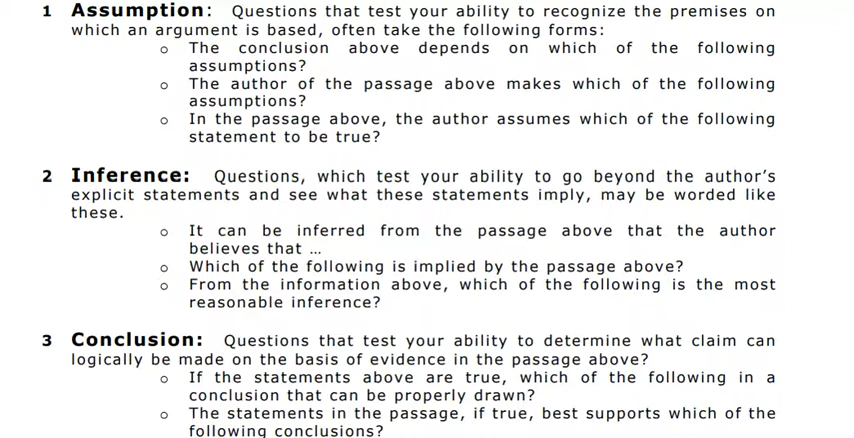 1 Assumption: Questions that test your ability to recognize the premises on
which an argument is based, often take the following forms:
o The conclusion above depends on which of the following
assumptions?
o The author of the passage above makes which of the following
assumptions?
o In the passage above, the author assumes which of the following
statement to be true?
2 Inference: Questions, which test your ability to go beyond the author's
explicit statements and see what these statements imply, may be worded like
these.
o It can be inferred from the passage above that the author
believes that …
o Which of the following is implied by the passage above?
o From the information above, which of the following is the most
reasonable inference?
3 Conclusion: Questions that test your ability to determine what claim can
logically be made on the basis of evidence in the passage above?
o If the statements above are true, which of the following in a
conclusion that can be properly drawn?
o The statements in the passage, if true, best supports which of the
following conclusions?